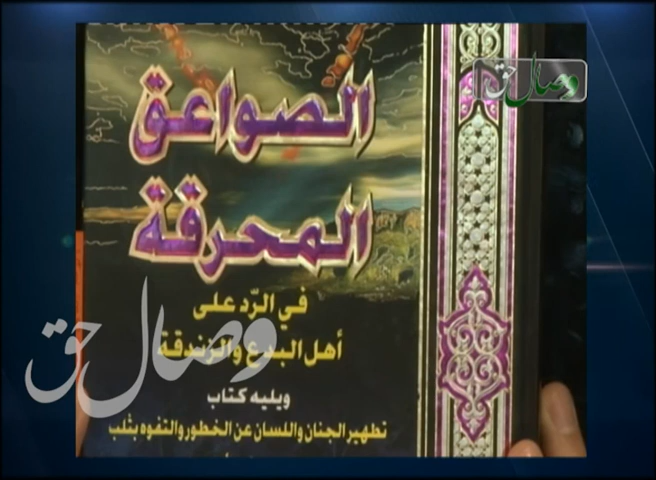 وصال حق
الصواعق
المحرقة
في الرّد على
أهل البدع والزندقة
ويليه كتاب
تطهير الجنان واللسان عن الخطور والتفوه بثلب
وصال حق